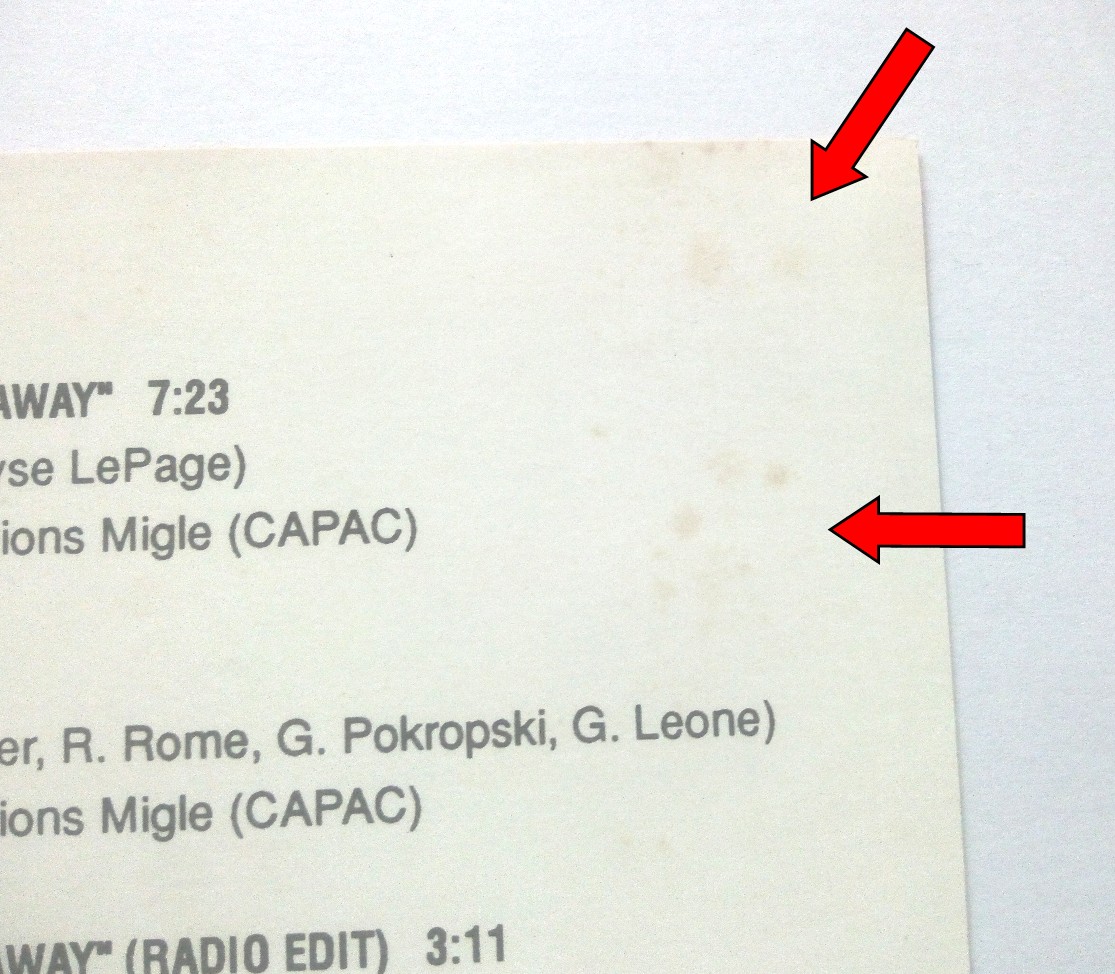 AWAY" 7:23
yse LePage)
ions Migle (CAPAC)
er, R. Rome, G. Pokropski, G. Leone)
ions Migle (CAPAC)
AWAY" (RADIO EDIT) 3:11